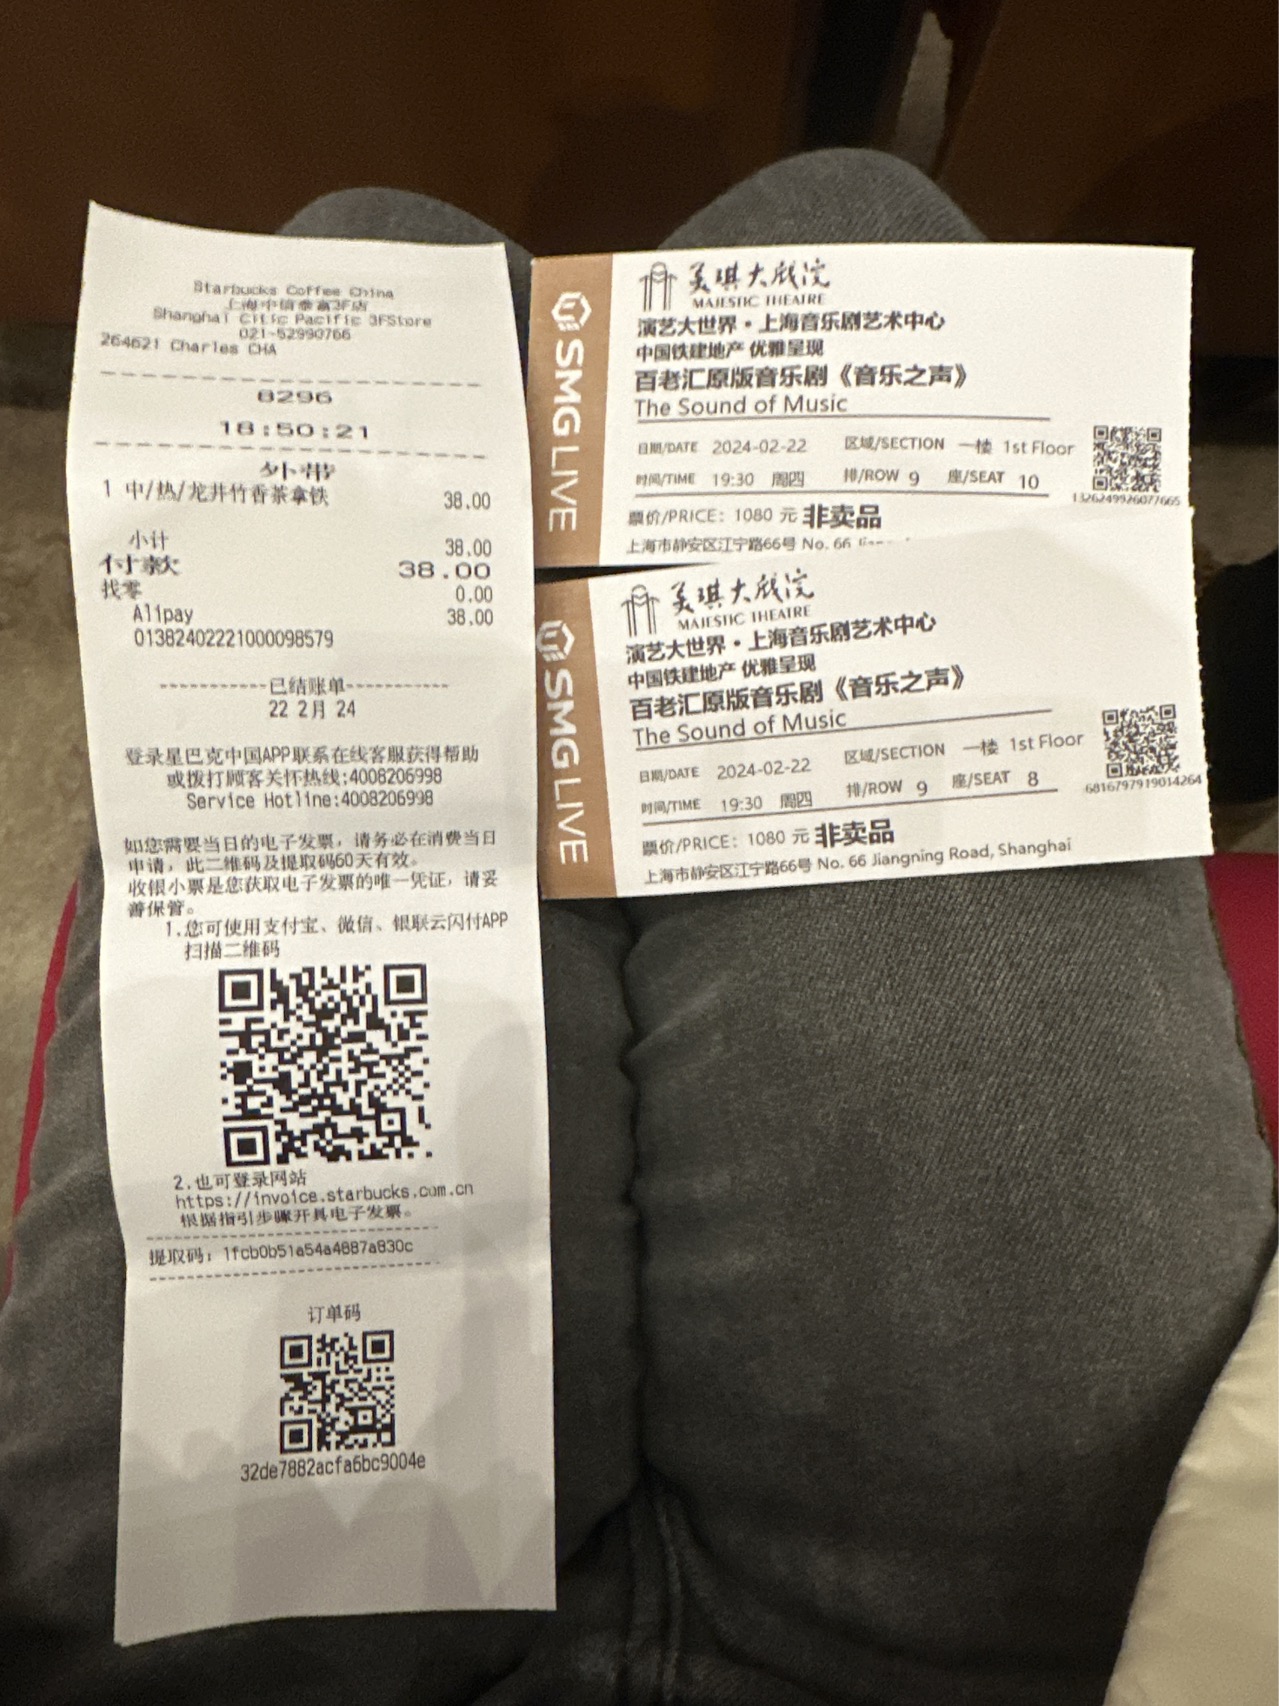 Starbucks Coffee China
上海中信泰富3F店
Shanghai Citic Pacific 3FStore
021-52990766
264621 Charles CHA
8296
18:50:21
外带
1 中/热/龙井竹香茶拿铁 38.00
小计 38.00
付款 38.00
找零 0.00
Alipay 38.00
01382402221000098579
-----------已结账单-----------
22 2月 24
登录星巴克中国APP联系在线客服获得帮助
或拨打顾客关怀热线:4008206998
Service Hotline:4008206998
如您需要当日的电子发票，请务必在消费当日
申请，此二维码及提取码60天有效。
收银小票是您获取电子发票的唯一凭证，请妥
善保管。
1.您可使用支付宝、微信、银联云闪付APP
扫描二维码
2.也可登录网站
https://invoice.starbucks.com.cn
根据指引步骤开具电子发票。
提取码：1fcb0b51a54a4887a830c
订单码
32de7882acfa6bc9004e
SMG LIVE
美琪大戏院
MAJESTIC THEATRE
演艺大世界·上海音乐剧艺术中心
中国铁建地产 优雅呈现
百老汇原版音乐剧《音乐之声》
The Sound of Music
日期/DATE 2024-02-22 区域/SECTION 一楼 1st Floor
时间/TIME 19:30 周四 排/ROW 9 座/SEAT 10
1326249926077665
票价/PRICE：1080 元 非卖品
上海市静安区江宁路66号 No. 66
SMG LIVE
美琪大戏院
MAJESTIC THEATRE
演艺大世界·上海音乐剧艺术中心
中国铁建地产 优雅呈现
百老汇原版音乐剧《音乐之声》
The Sound of Music
日期/DATE 2024-02-22 区域/SECTION 一楼 1st Floor
时间/TIME 19:30 周四 排/ROW 9 座/SEAT 8
6816797919014264
票价/PRICE：1080 元 非卖品
上海市静安区江宁路66号 No. 66 Jiangning Road, Shanghai